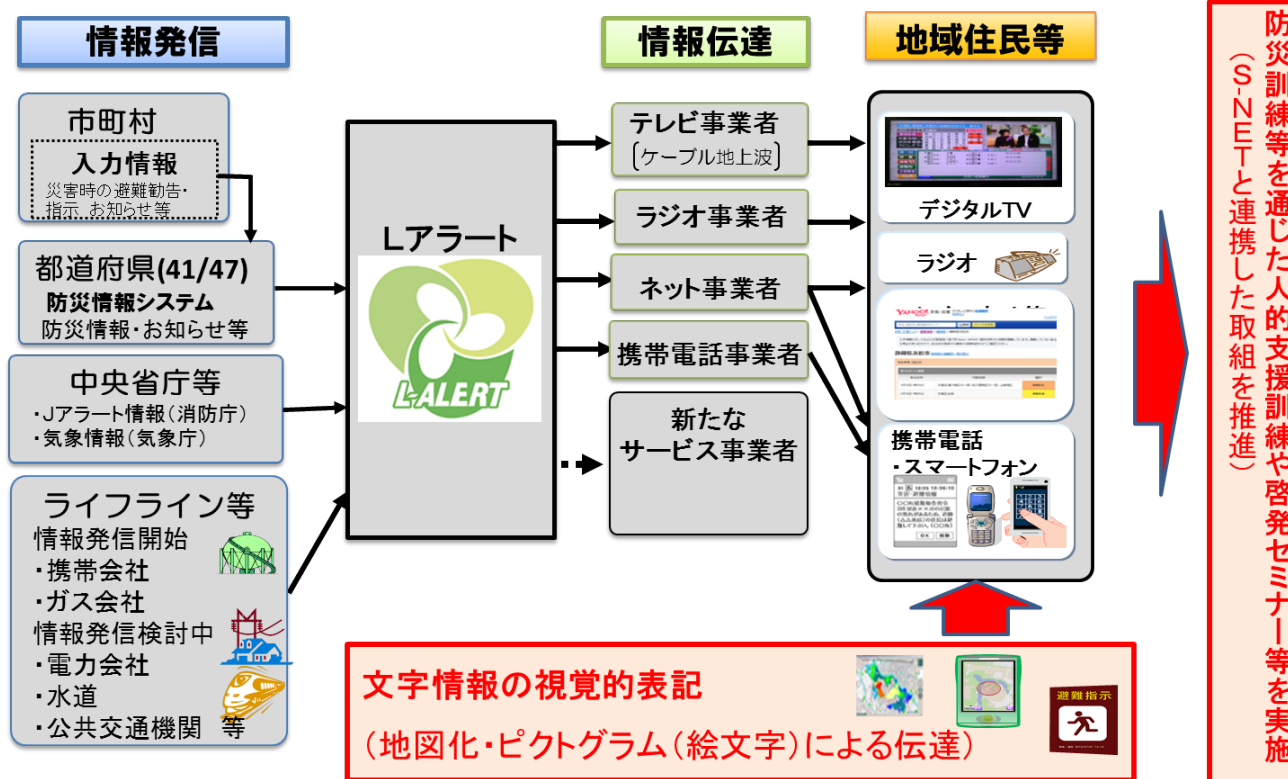 情報発信
情報伝達
地域住民等
市町村
入力情報
災害時の避難勧告・
指示、お知らせ等
都道府県(41/47)
防災情報システム
防災情報・お知らせ等
中央省庁等
・Jアラート情報(消防庁)
・気象情報(気象庁)
ライフライン等
情報発信開始
・携帯会社
・ガス会社
情報発信検討中
・電力会社
・水道
・公共交通機関 等
Lアラート
L-ALERT
テレビ事業者
〔ケーブル地上波〕
ラジオ事業者
ネット事業者
携帯電話事業者
新たな
サービス事業者
デジタルTV
ラジオ
YAHOO!
静岡県浜松市
携帯電話
・スマートフォン
文字情報の視覚的表記
(地図化・ピクトグラム(絵文字)による伝達)
避難指示
防災訓練等を通じた人的支援訓練や啓発セミナー等を実施
(S-NETと連携した取組を推進)